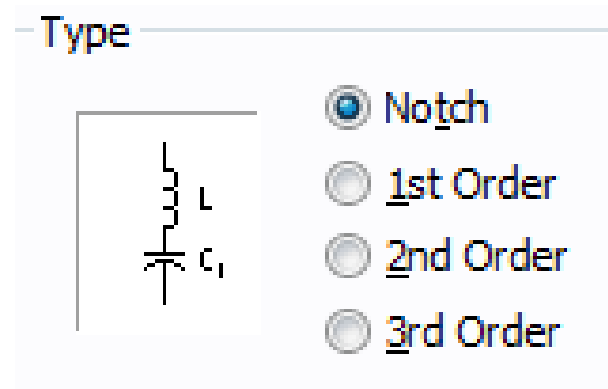 Type
Notch
1st Order
L
2nd Order
C₁
3rd Order